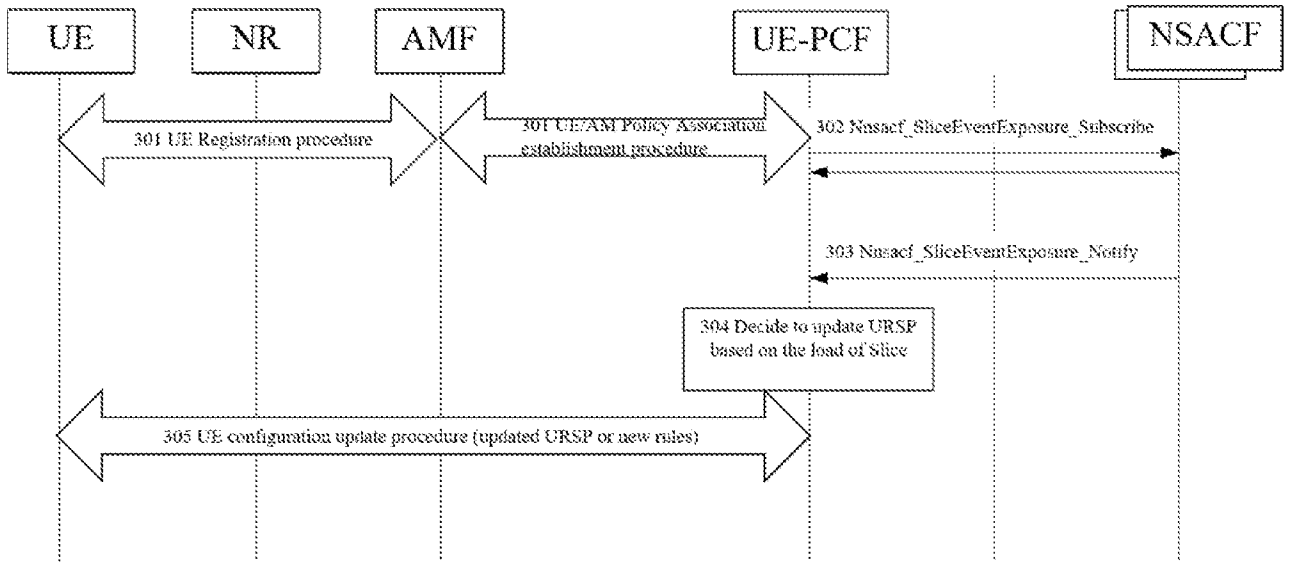 UE
NR
AMF
UE-PCF
NSACF
301 UE Registration procedure
301 UE/AM Policy Association
establishment procedure
302 Nnsacf_SliceEventExposure_Subscribe
303 Nnsacf_SliceEventExposure_Notify
304 Decide to update URSP
based on the load of Slice
305 UE configuration update procedure (updated URSP or new rules)